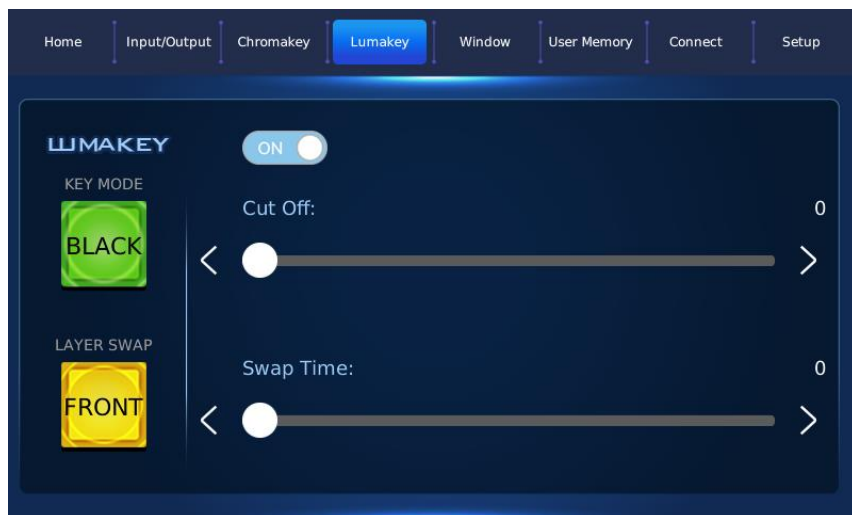 Home Input/Output Chromakey Lumakey Window User Memory Connect Setup
LUMAKEY
ON
KEY MODE
BLACK
Cut Off: 0
LAYER SWAP
FRONT
Swap Time: 0